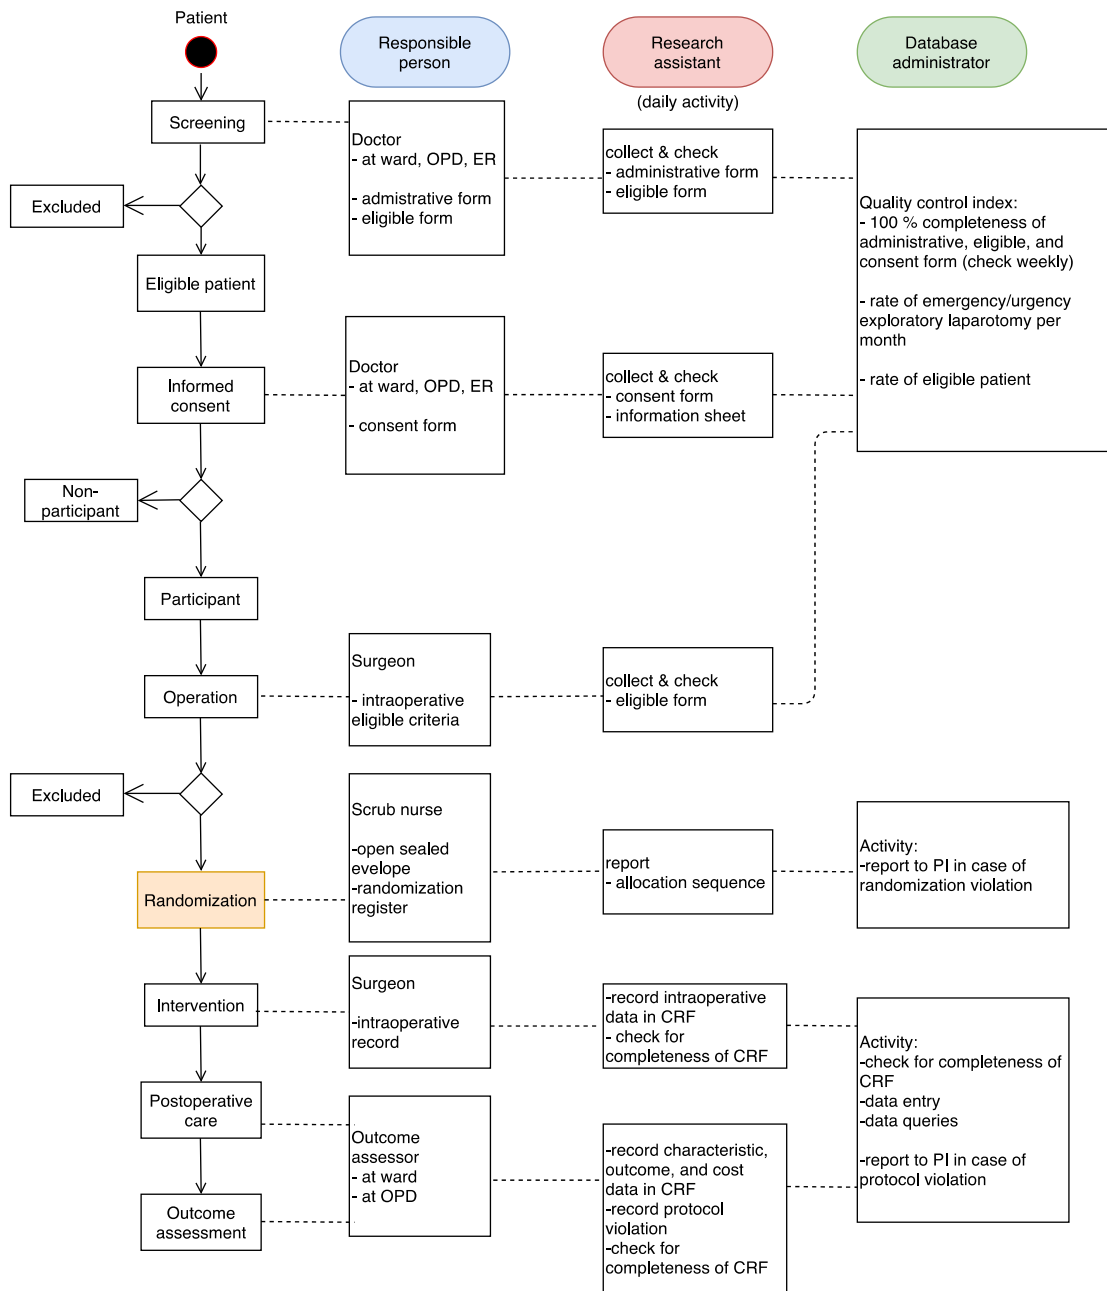 Patient
Responsible
person
Research
assistant
Database
administrator
(daily activity)
Screening
Doctor
- at ward, OPD, ER
- admistrative form
- eligible form
collect & check
- administrative form
- eligible form
Excluded
Quality control index:
- 100 % completeness of
administrative, eligible, and
consent form (check weekly)
- rate of emergency/urgency
exploratory laparotomy per
month
- rate of eligible patient
Eligible patient
Informed
consent
Doctor
- at ward, OPD, ER
- consent form
collect & check
- consent form
- information sheet
Non-
participant
Participant
Operation
Surgeon
- intraoperative
eligible criteria
collect & check
- eligible form
Excluded
Randomization
Scrub nurse
-open sealed
evelope
-randomization
register
report
- allocation sequence
Activity:
-report to PI in case of
randomization violation
Intervention
Surgeon
-intraoperative
record
-record intraoperative
data in CRF
- check for
completeness of CRF
Activity:
-check for completeness of
CRF
-data entry
-data queries
-report to PI in case of
protocol violation
Postoperative
care
Outcome
assessor
- at ward
- at OPD
-record characteristic,
outcome, and cost
data in CRF
-record protocol
violation
-check for
completeness of CRF
Outcome
assessment